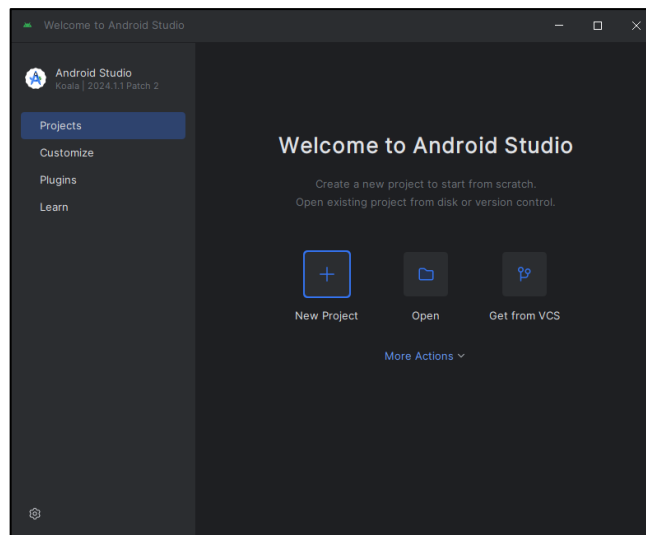 Welcome to Android Studio
Android Studio
Koala | 2024.1.1 Patch 2
Projects
Customize
Plugins
Learn
Welcome to Android Studio
Create a new project to start from scratch.
Open existing project from disk or version control.
New Project
Open
Get from VCS
More Actions